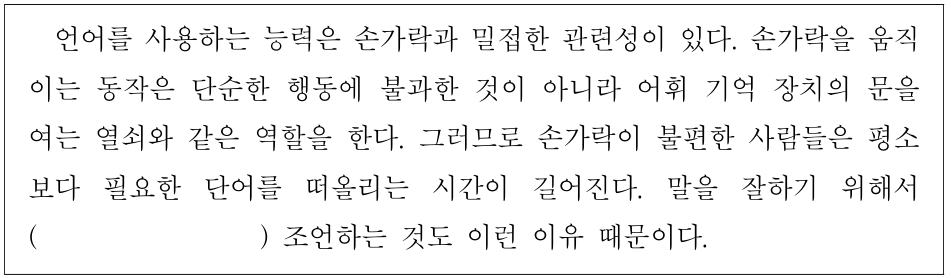 언어를 사용하는 능력은 손가락과 밀접한 관련성이 있다. 손가락을 움직
이는 동작은 단순한 행동에 불과한 것이 아니라 어휘 기억 장치의 문을
여는 열쇠와 같은 역할을 한다. 그러므로 손가락이 불편한 사람들은 평소
보다 필요한 단어를 떠올리는 시간이 길어진다. 말을 잘하기 위해서
(                    ) 조언하는 것도 이런 이유 때문이다.